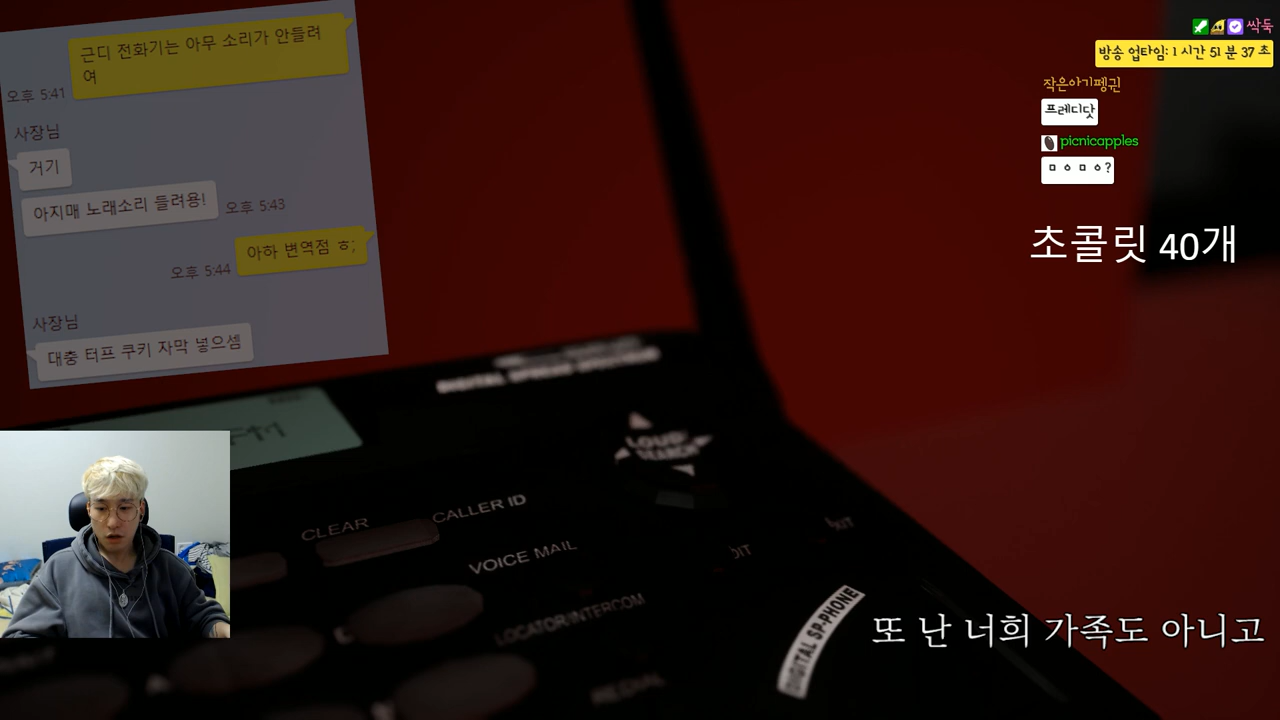 근디 전화기는 아무 소리가 안들려
여
오후 5:41
사장님
거기
아지매 노래소리 들려용!
오후 5:43
아하 변역점 ㅎ;
오후 5:44
사장님
대충 터프 쿠키 자막 넣으셈
싹둑
방송 업타임: 1 시간 51 분 37 초
작은아기펭귄
프레디닷
picnicapples
ㅁㅇㅁㅇ?
초콜릿 40개
DIGITAL SPREAD SPECTRUM
LOUD/
SEARCH
CLEAR
CALLER ID
VOICE MAIL
LOCATOR/INTERCOM
REDIAL
DIGITAL SP-PHONE
또 난 너희 가족도 아니고